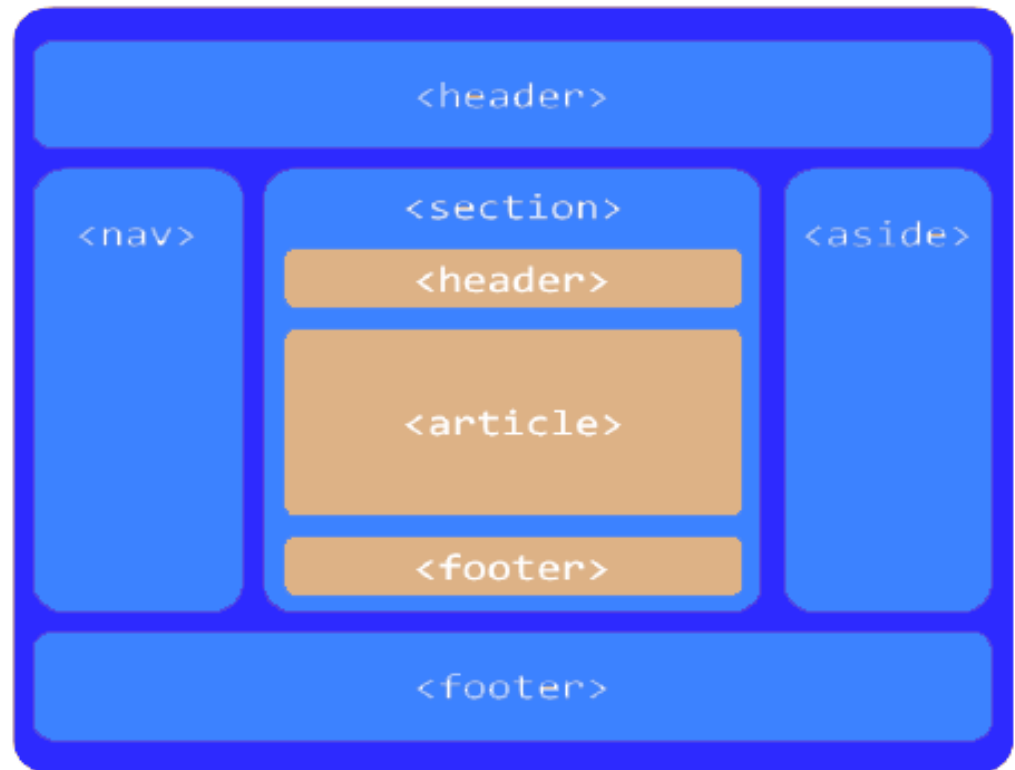 <header>
<nav>
<section>
<header>
<article>
<footer>
<aside>
<footer>